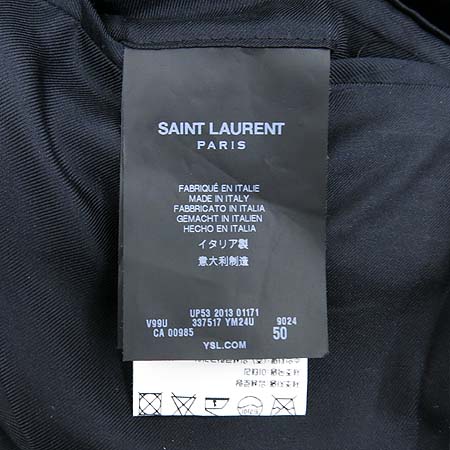 SAINT LAURENT
PARIS
FABRIQUÉ EN ITALIE
MADE IN ITALY
FABBRICATO IN ITALIA
GEMACHT IN ITALIEN
HECHO EN ITALIA
イタリア製
意大利制造
UP53 2013 01171
V99U 337517 YM24U 9024
CA 00985 50
YSL.COM